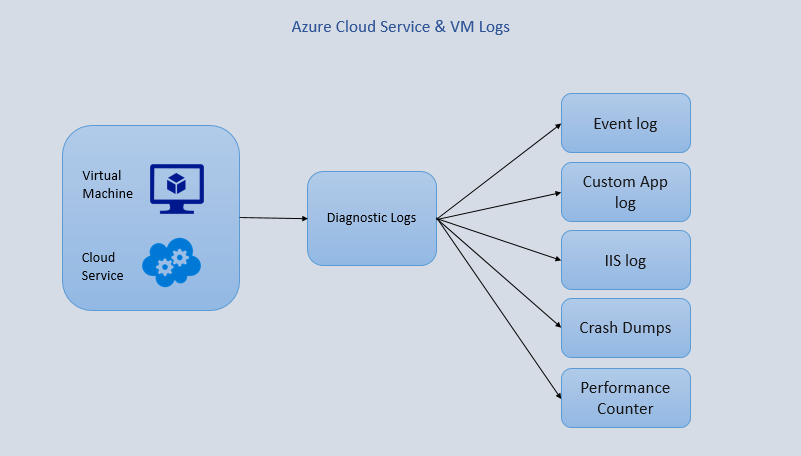 Azure Cloud Service & VM Logs
Virtual
Machine
Cloud
Service
Diagnostic Logs
Event log
Custom App
log
IIS log
Crash Dumps
Performance
Counter